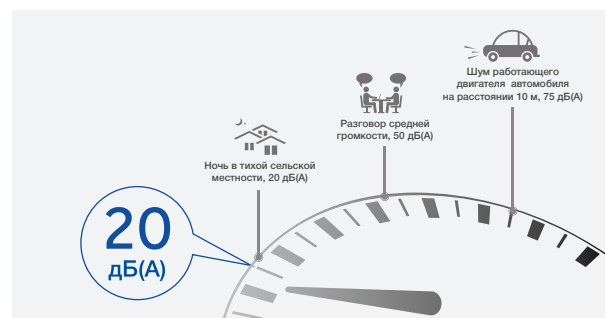 Шум работающего
двигателя автомобиля
на расстоянии 10 м, 75 дБ(А)
Разговор средней
громкости, 50 дБ(А)
Ночь в тихой сельской
местности, 20 дБ(А)
20
дБ(А)